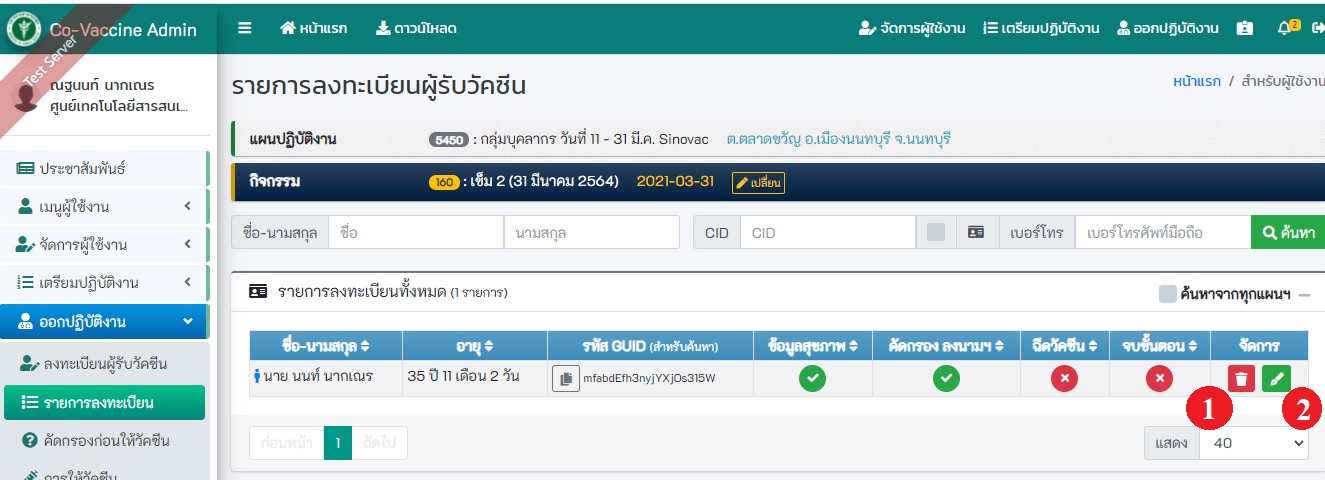 Co-Vaccine Admin
หน้าแรก ดาวน์โหลด จัดการผู้ใช้งาน เตรียมปฏิบัติงาน ออกปฏิบัติงาน 2
Test Server
ณฐนนท์ นากเณร
ศูนย์เทคโนโลยีสารสนเ...
รายการลงทะเบียนผู้รับวัคซีน
หน้าแรก / สำหรับผู้ใช้งาน
แผนปฏิบัติงาน 5450 : กลุ่มบุคลากร วันที่ 11 - 31 มี.ค. Sinovac ต.ตลาดขวัญ อ.เมืองนนทบุรี จ.นนทบุรี
กิจกรรม 160 : เข็ม 2 (31 มีนาคม 2564) 2021-03-31 เปลี่ยน
ชื่อ-นามสกุล ชื่อ นามสกุล CID CID เบอร์โทร เบอร์โทรศัพท์มือถือ ค้นหา
ประชาสัมพันธ์
เมนูผู้ใช้งาน
จัดการผู้ใช้งาน
เตรียมปฏิบัติงาน
ออกปฏิบัติงาน
ลงทะเบียนผู้รับวัคซีน
รายการลงทะเบียน
คัดกรองก่อนให้วัคซีน
การให้วัคซีน
รายการลงทะเบียนทั้งหมด (1 รายการ) ค้นหาจากทุกแผนฯ
ชื่อ-นามสกุล อายุ รหัส GUID (สำหรับค้นหา) ข้อมูลสุขภาพ คัดกรอง ลงนามฯ ฉีดวัคซีน จบขั้นตอน จัดการ
นาย นนท์ นากเณร 35 ปี 11 เดือน 2 วัน mfabdEfh3nyjYXjOs315W
1 2
ก่อนหน้า 1 ถัดไป แสดง 40